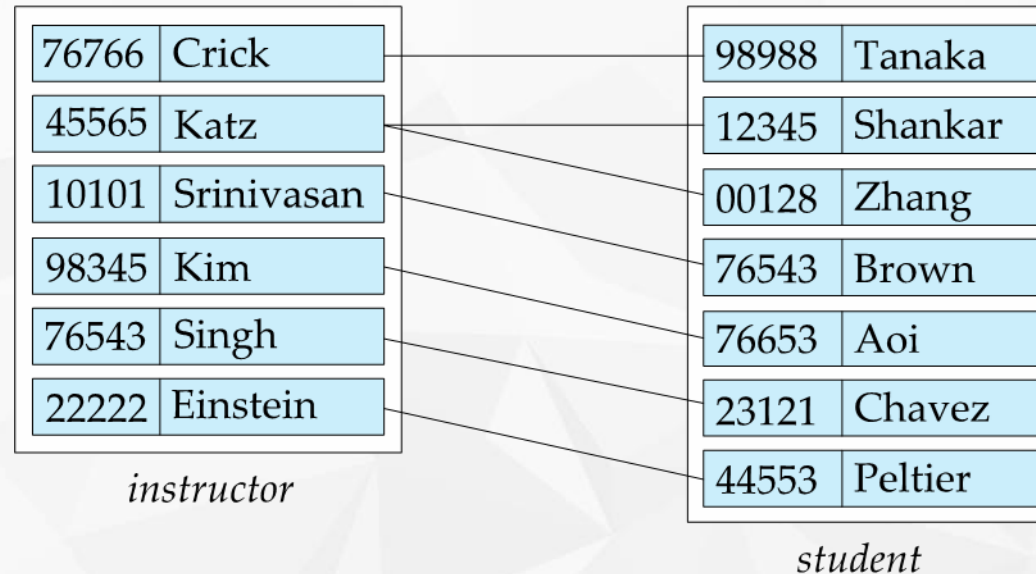 76766 Crick
45565 Katz
10101 Srinivasan
98345 Kim
76543 Singh
22222 Einstein
instructor
98988 Tanaka
12345 Shankar
00128 Zhang
76543 Brown
76653 Aoi
23121 Chavez
44553 Peltier
student